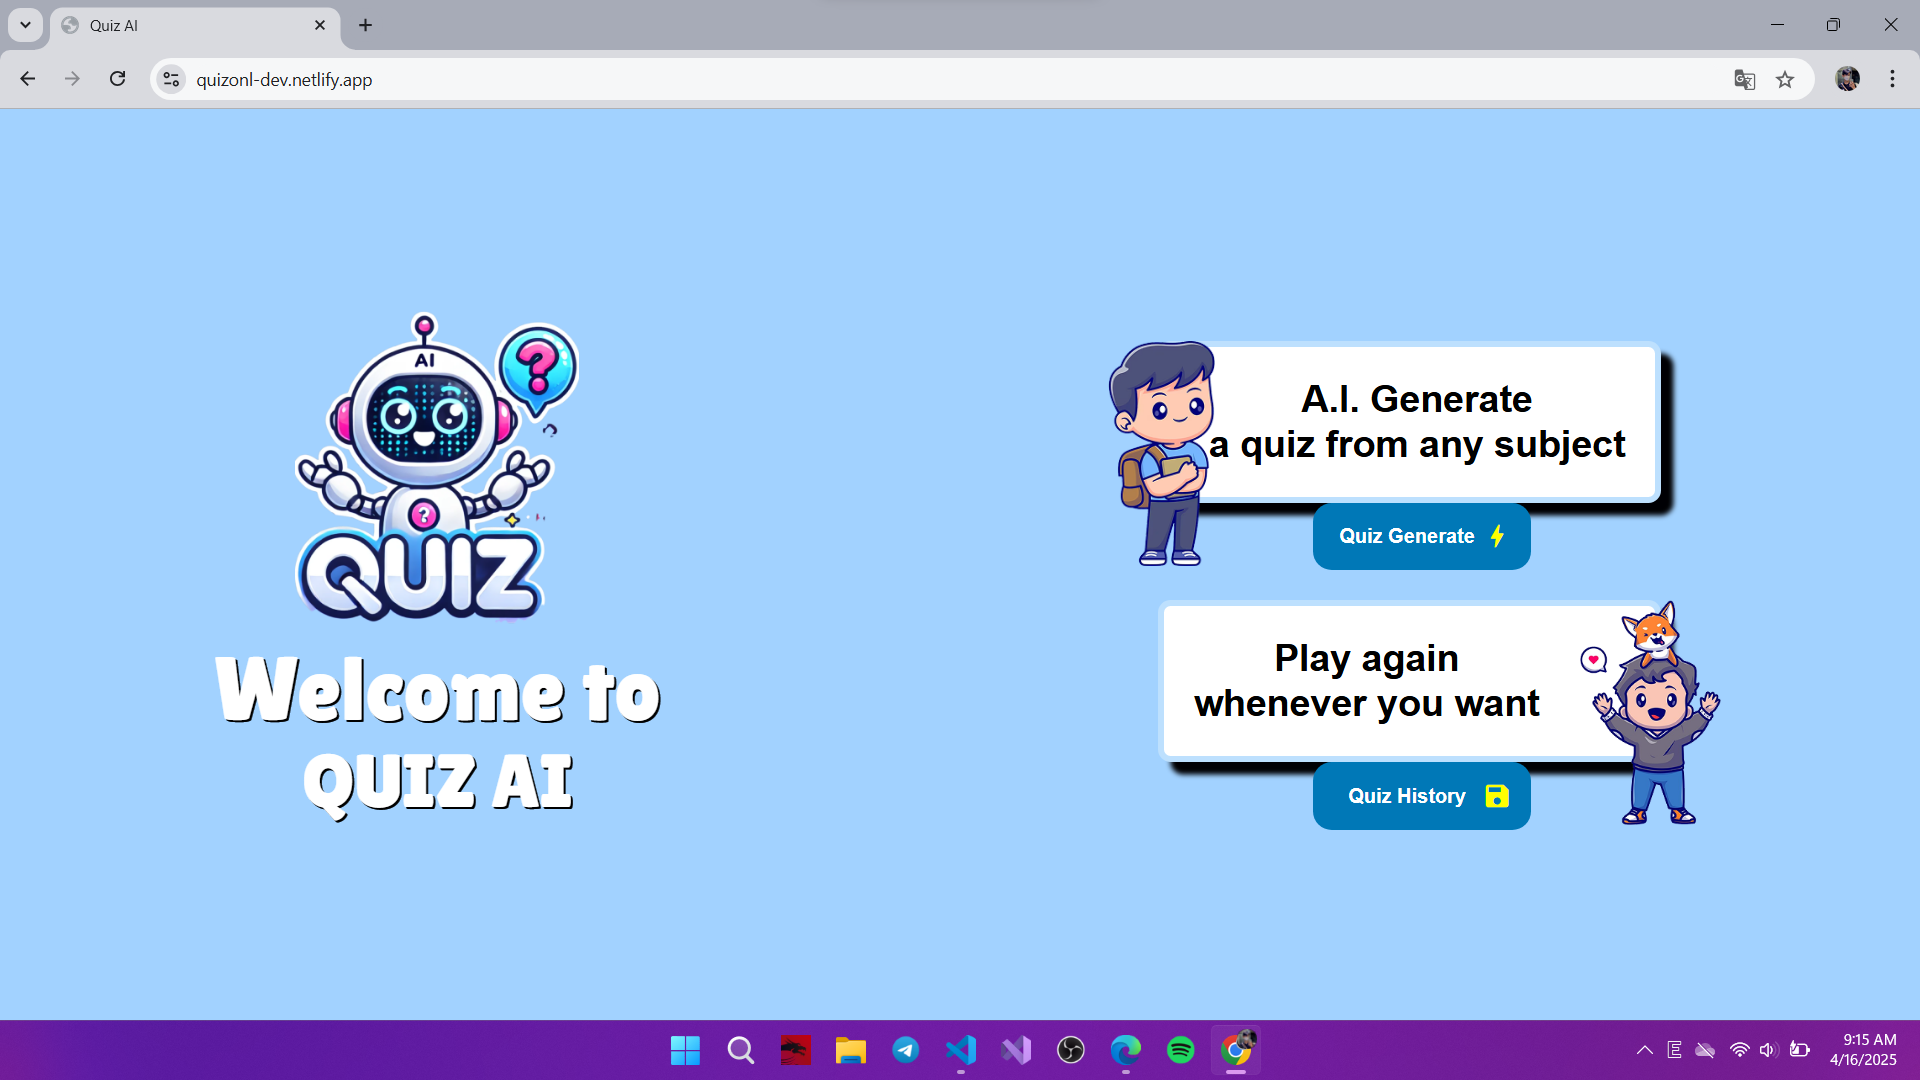 Quiz AI
quizonl-dev.netlify.app
AI
?
?
QUIZ
Welcome to
QUIZ AI
A.I. Generate
a quiz from any subject
Quiz Generate
Play again
whenever you want
Quiz History
E
9:15 AM
4/16/2025